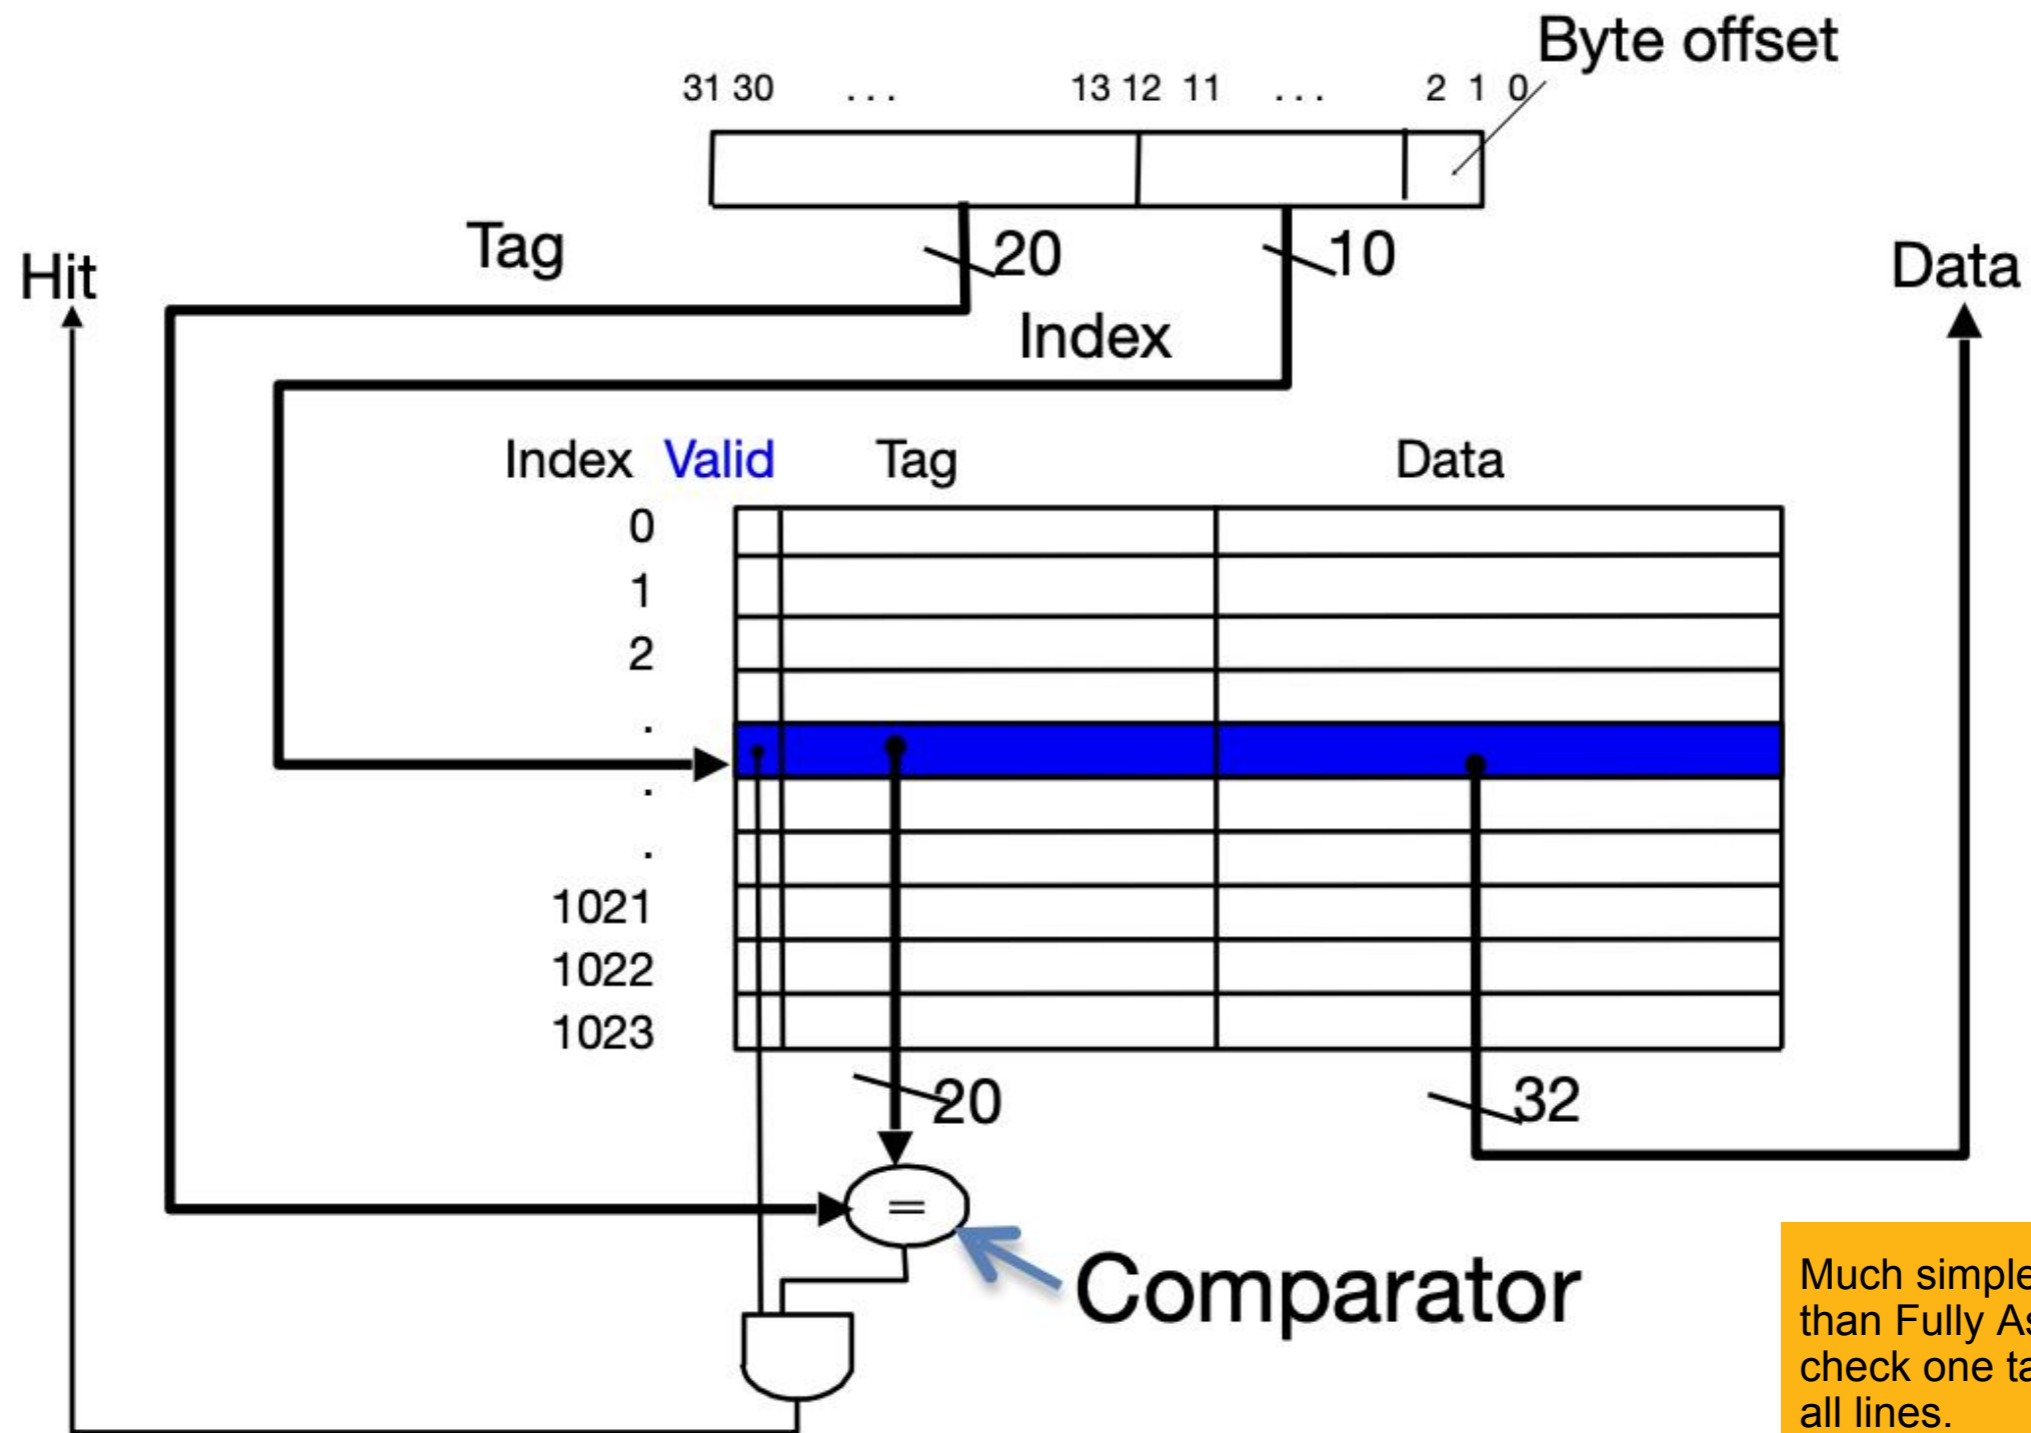 Byte offset
31 30 . . . 13 12 11 . . . 2 1 0
Tag
20
10
Hit
Data
Index
Index Valid Tag Data
0
1
2
.
.
.
1021
1022
1023
20
32
=
Comparator
Much simple
than Fully As
check one ta
all lines.